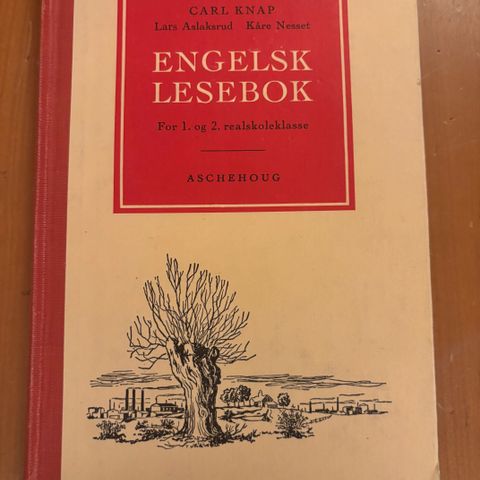 CARL KNAP
Lars Aslaksrud Kåre Nesset
ENGELSK
LESEBOK
For 1. og 2. realskoleklasse
ASCHEHOUG